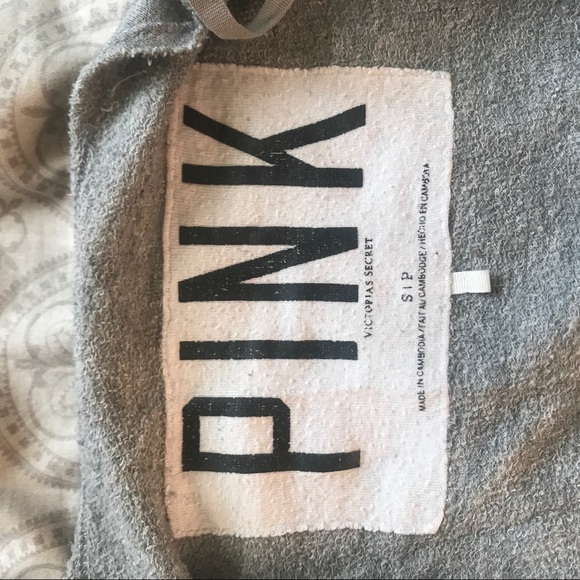 PINK
VICTORIA'S SECRET
S I P
MADE IN CAMBODIA / FAIT AU CAMBODGE / HECHO EN CAMBOYA